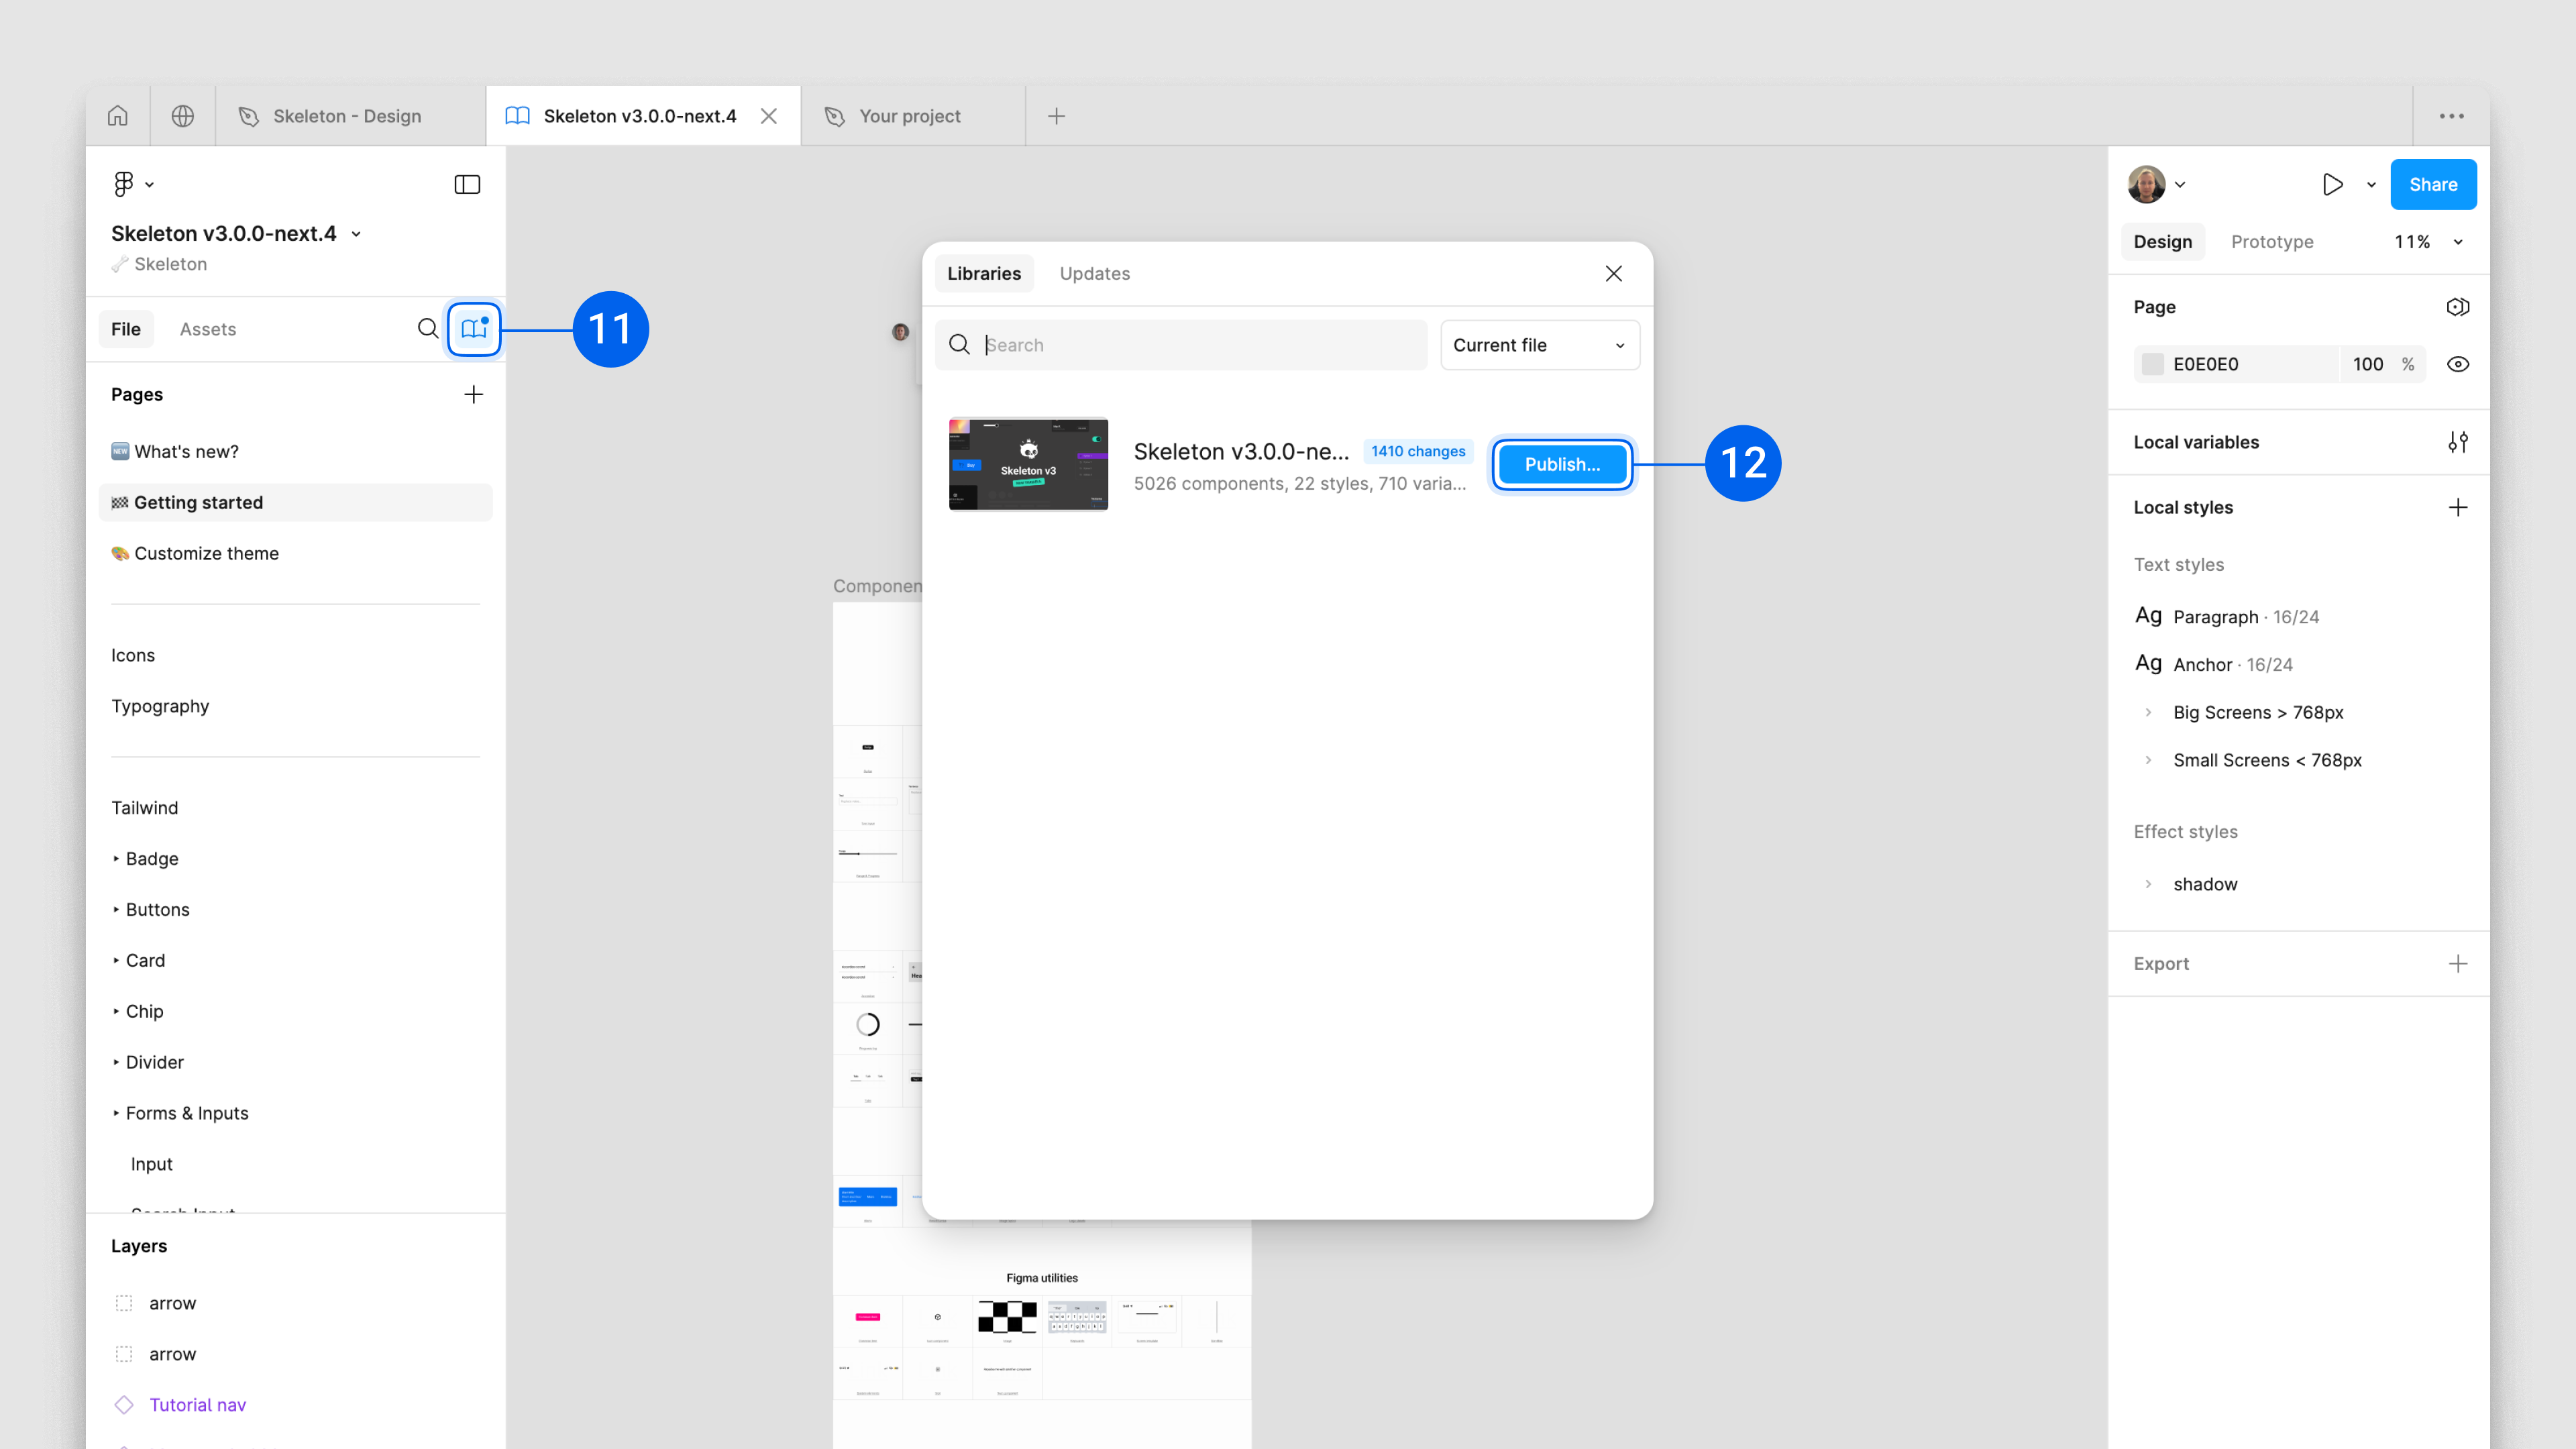 Skeleton - Design
Skeleton v3.0.0-next.4
Your project
Skeleton v3.0.0-next.4
Skeleton
File
Assets
11
Pages
What's new?
Getting started
Customize theme
Icons
Typography
Tailwind
Badge
Buttons
Card
Chip
Divider
Forms & Inputs
Input
Search Input
Layers
arrow
arrow
Tutorial nav
Componen
Libraries
Updates
Search
Current file
Skeleton v3
Skeleton v3.0.0-ne...
1410 changes
5026 components, 22 styles, 710 varia...
Publish...
12
Figma utilities
Share
Design
Prototype
11%
Page
E0E0E0
100
%
Local variables
Local styles
Text styles
Ag Paragraph · 16/24
Ag Anchor · 16/24
Big Screens > 768px
Small Screens < 768px
Effect styles
shadow
Export